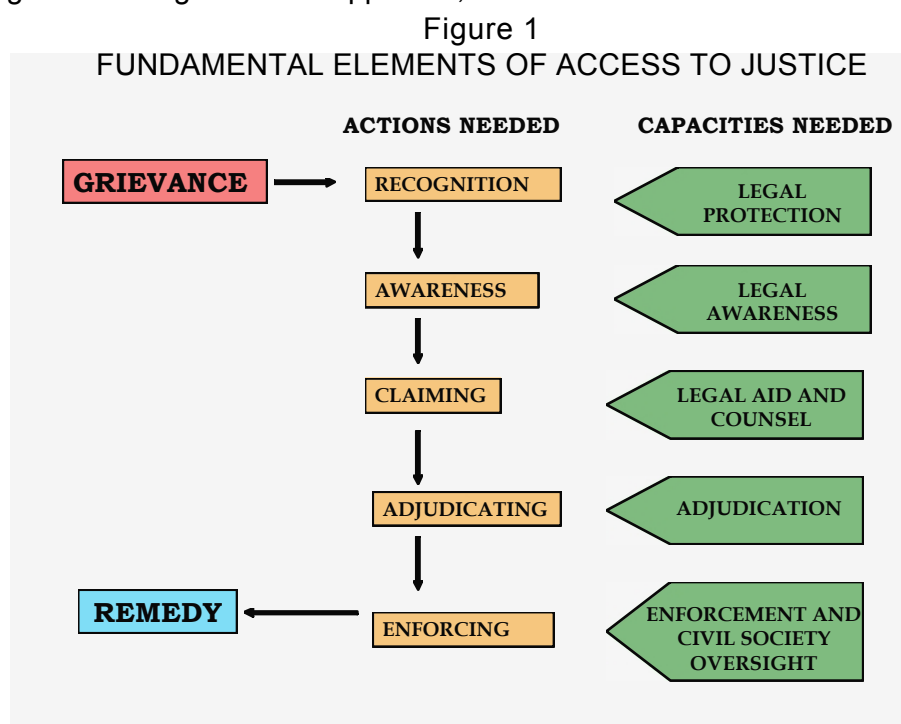 Figure 1
FUNDAMENTAL ELEMENTS OF ACCESS TO JUSTICE
ACTIONS NEEDED
CAPACITIES NEEDED
GRIEVANCE
RECOGNITION
LEGAL
PROTECTION
AWARENESS
LEGAL
AWARENESS
CLAIMING
LEGAL AID AND
COUNSEL
ADJUDICATING
ADJUDICATION
REMEDY
ENFORCING
ENFORCEMENT AND
CIVIL SOCIETY
OVERSIGHT